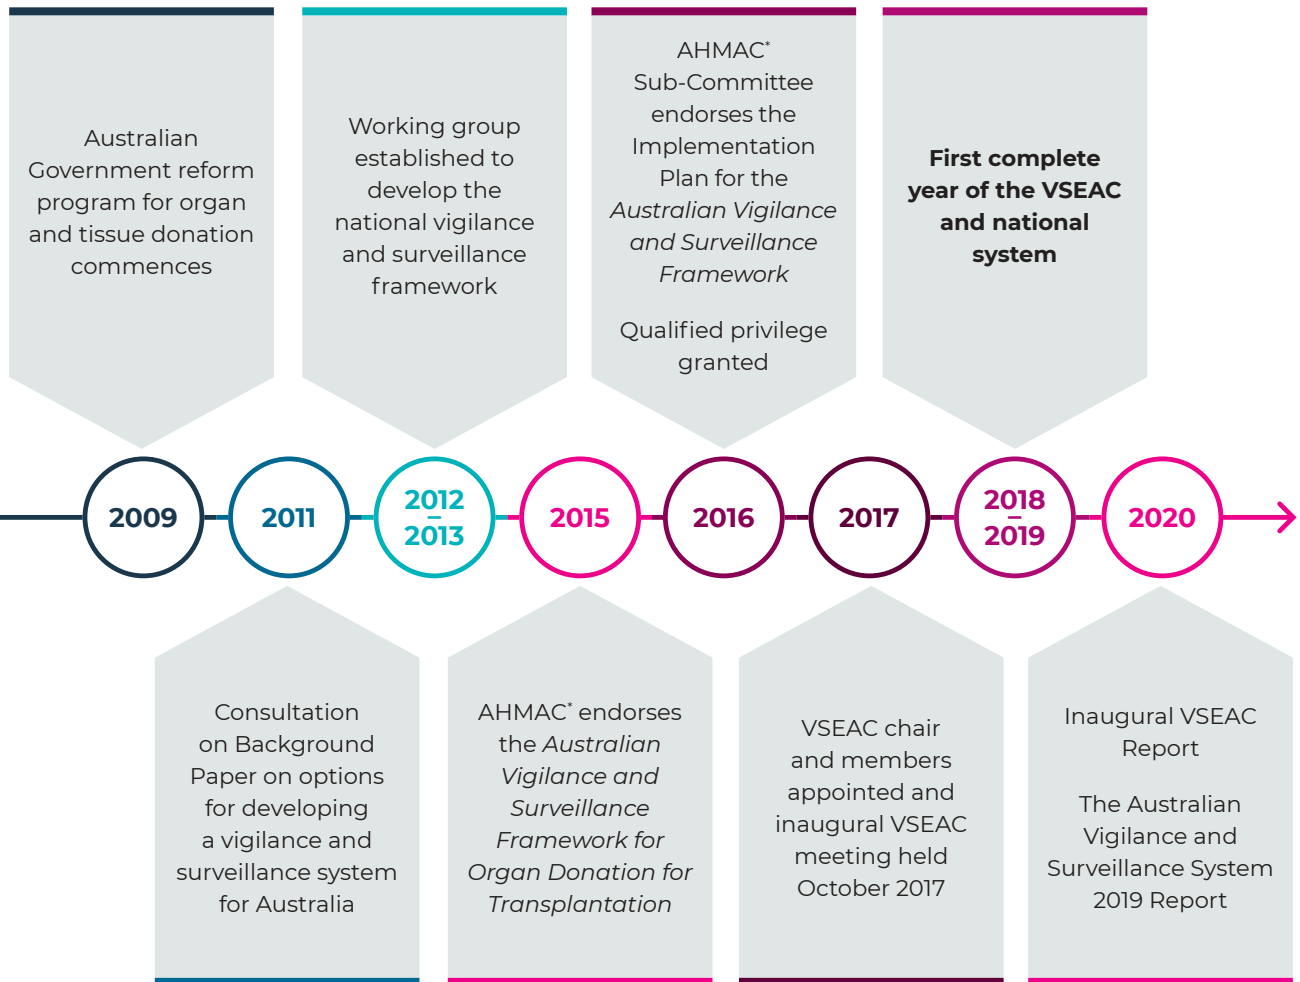 Australian
Government reform
program for organ
and tissue donation
commences
Working group
established to
develop the
national vigilance
and surveillance
framework
AHMAC*
Sub-Committee
endorses the
Implementation
Plan for the
Australian Vigilance
and Surveillance
Framework
Qualified privilege
granted
First complete
year of the VSEAC
and national
system
2009
2011
2012
–
2013
2015
2016
2017
2018
–
2019
2020
Consultation
on Background
Paper on options
for developing
a vigilance and
surveillance system
for Australia
AHMAC* endorses
the Australian
Vigilance and
Surveillance
Framework for
Organ Donation for
Transplantation
VSEAC chair
and members
appointed and
inaugural VSEAC
meeting held
October 2017
Inaugural VSEAC
Report
The Australian
Vigilance and
Surveillance System
2019 Report